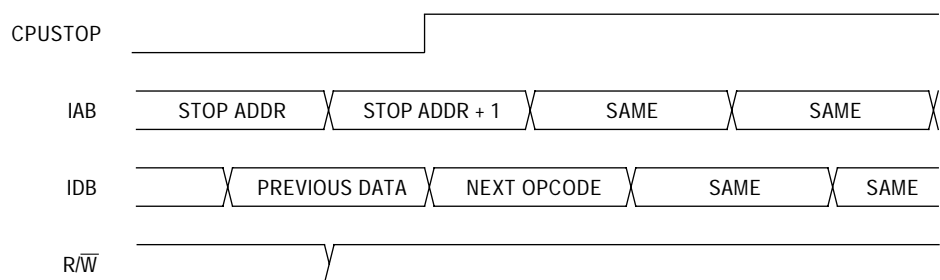 CPUSTOP
IAB STOP ADDR STOP ADDR + 1 SAME SAME
IDB PREVIOUS DATA NEXT OPCODE SAME SAME
R/W̅